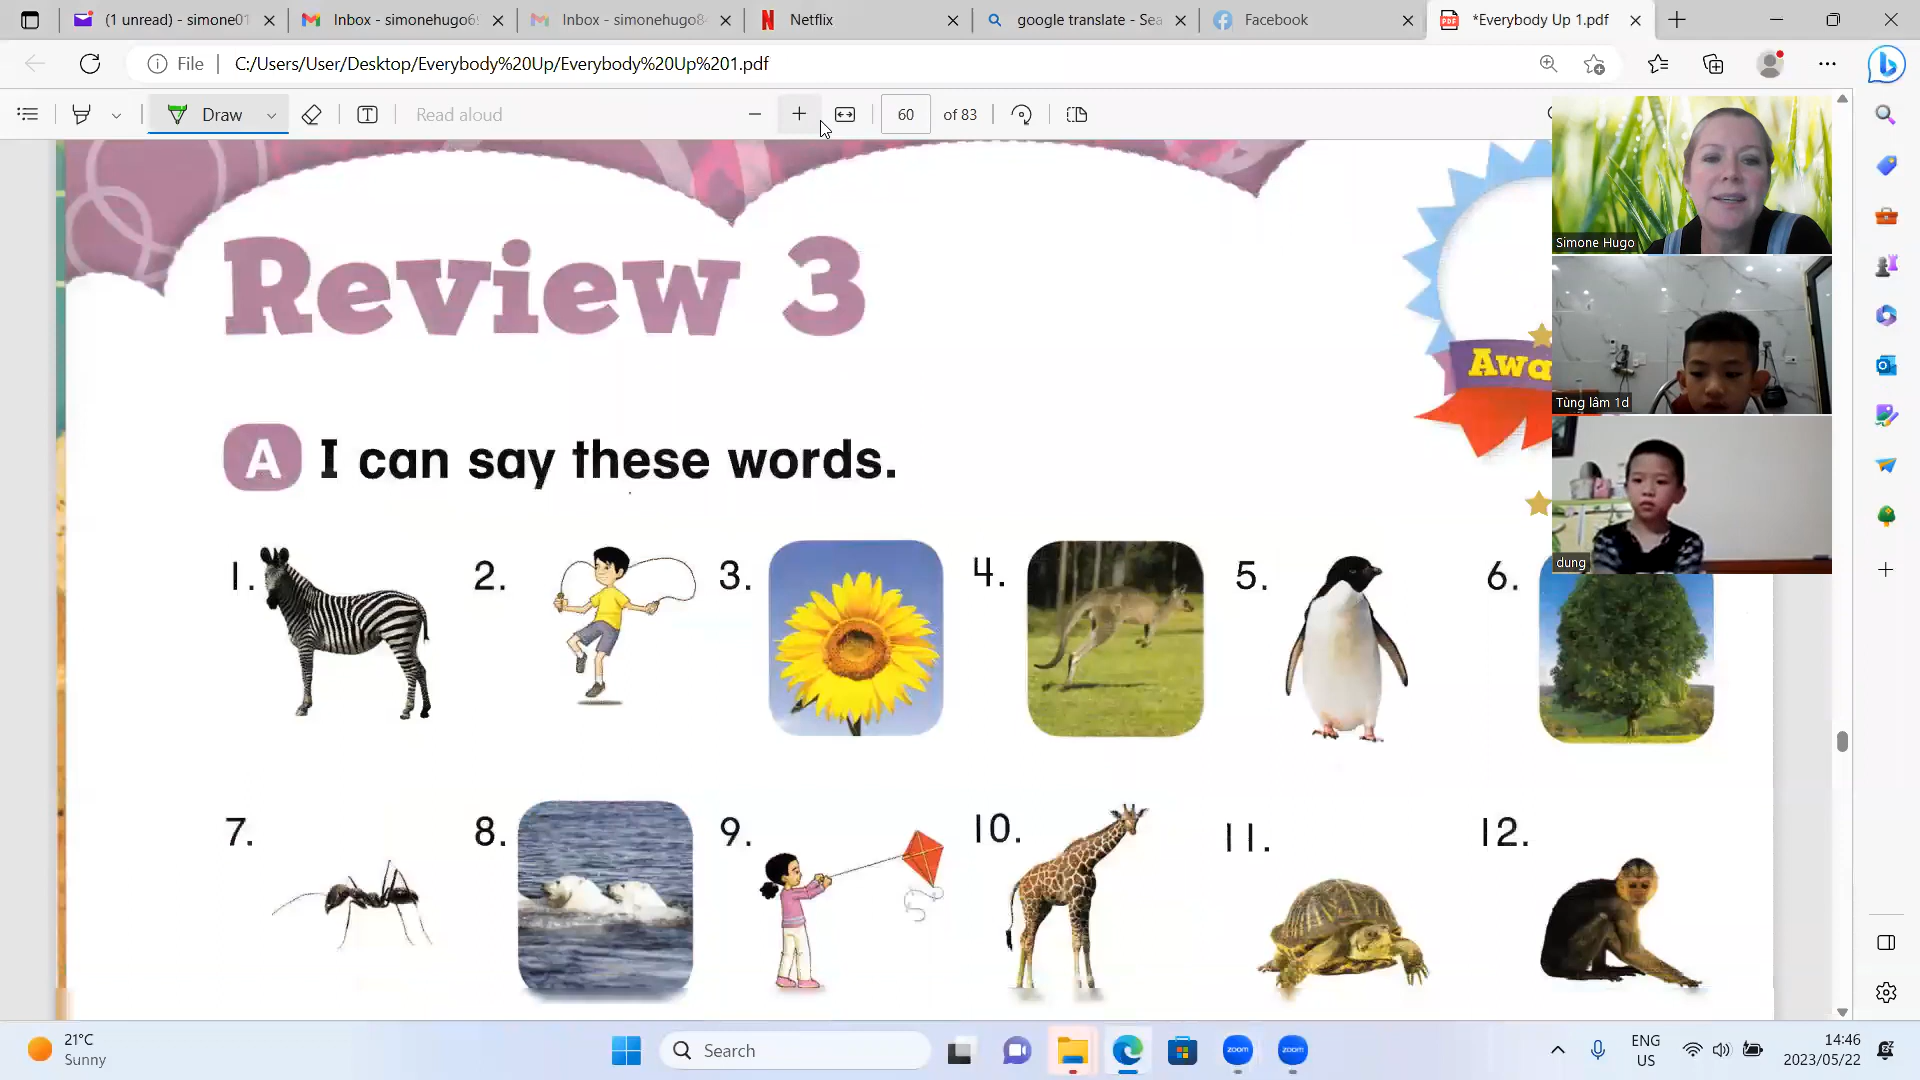 (1 unread) - simone01
Inbox - simonehugo6
Inbox - simonehugo8
Netflix
google translate - Sea
Facebook
*Everybody Up 1.pdf
File
C:/Users/User/Desktop/Everybody%20Up/Everybody%20Up%201.pdf
Draw
Read aloud
60 of 83
Simone Hugo
Review 3
Awa
Tùng lâm 1d
A I can say these words.
dung
1. 2. 3. 4. 5. 6.
7. 8. 9. 10. 11. 12.
21°C
Sunny
Search
zoom
zoom
ENG
US
14:46
2023/05/22